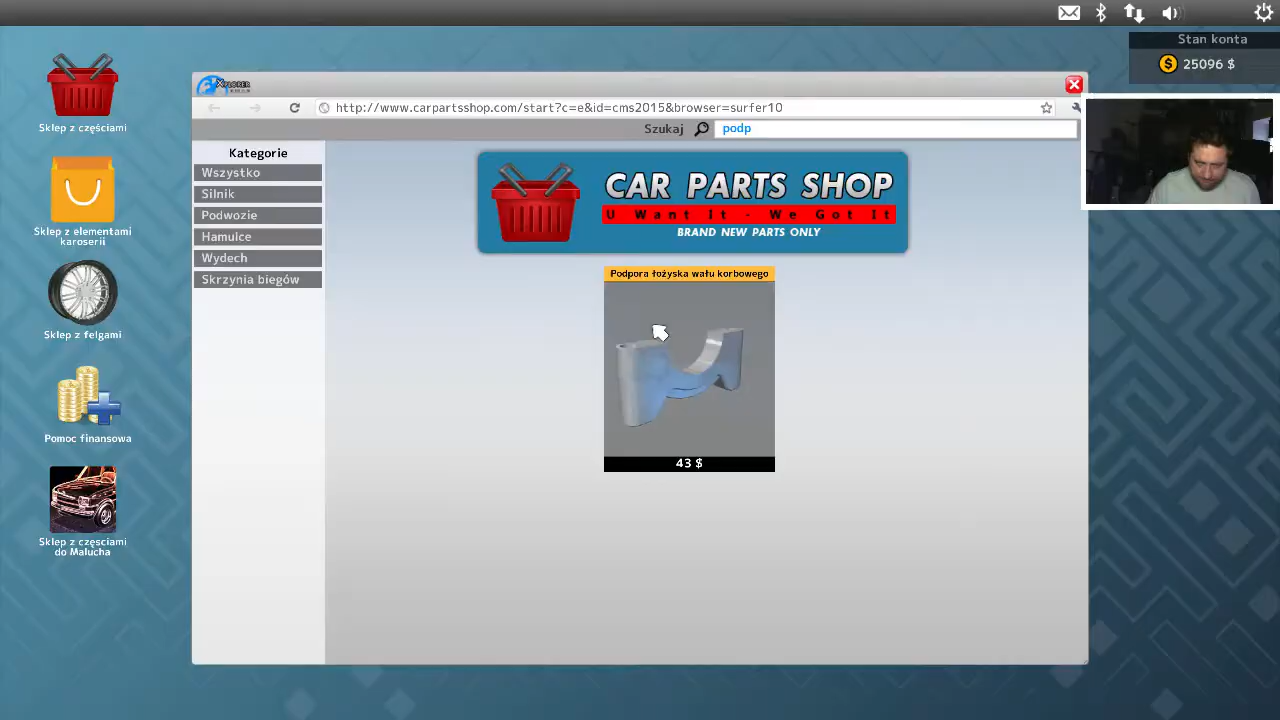 Stan konta
25096 $
Sklep z częściami
Sklep z elementami
karoserii
Sklep z felgami
Pomoc finansowa
Sklep z częsciami
do Malucha
XPLORER
http://www.carpartsshop.com/start?c=e&id=cms2015&browser=surfer10
Szukaj
podp
Kategorie
Wszystko
Silnik
Podwozie
Hamulce
Wydech
Skrzynia biegów
CAR PARTS SHOP
U Want It - We Got It
BRAND NEW PARTS ONLY
Podpora łożyska wału korbowego
43 $